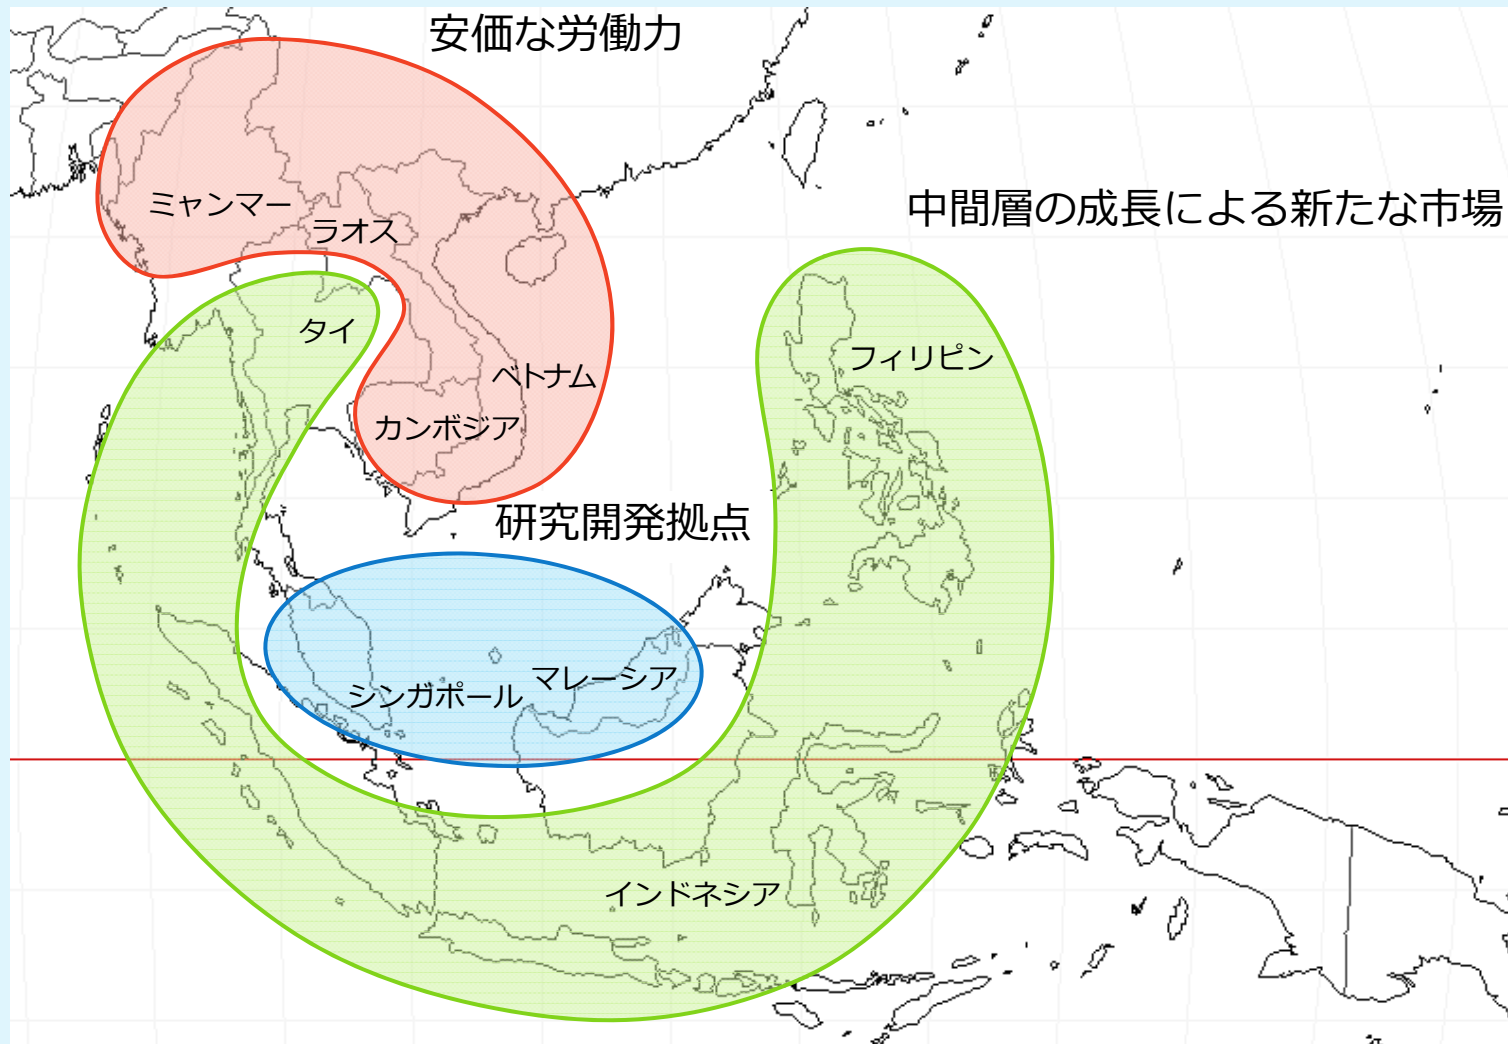 安価な労働力
中間層の成長による新たな市場
ミャンマー
ラオス
タイ
フィリピン
ベトナム
カンボジア
研究開発拠点
マレーシア
シンガポール
インドネシア